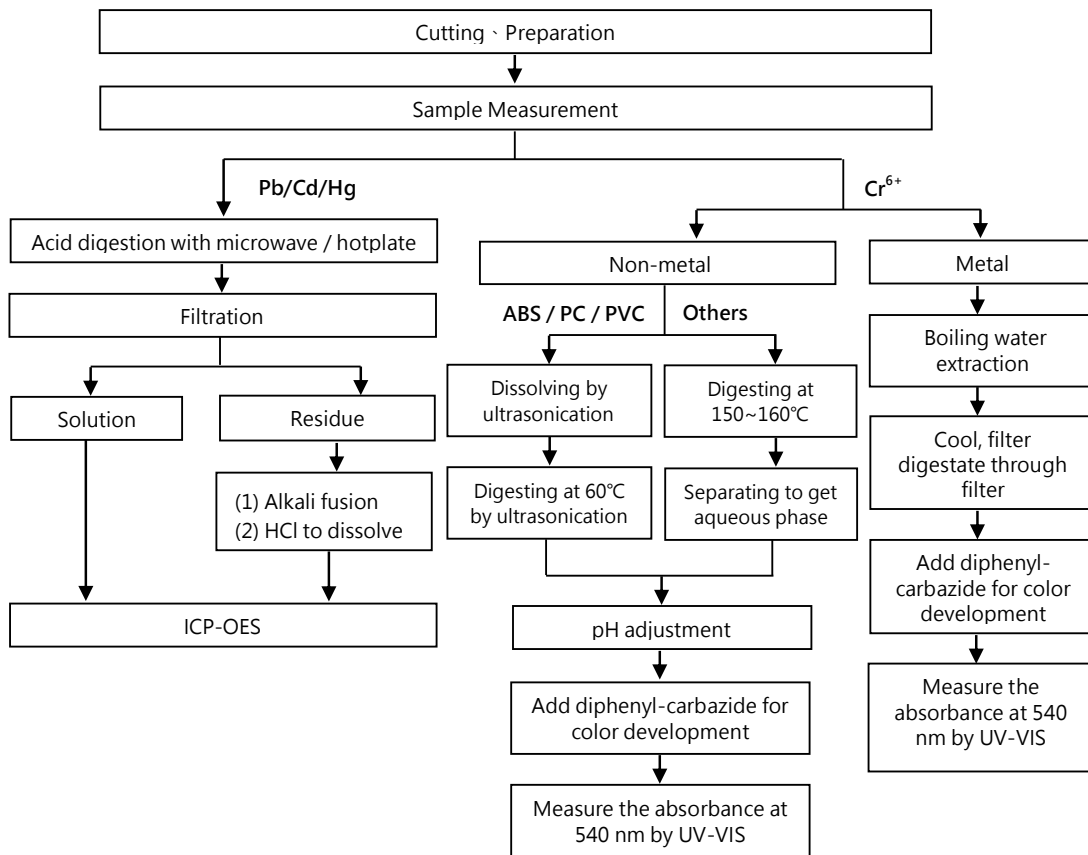 Cutting、Preparation
Sample Measurement
Pb/Cd/Hg
Acid digestion with microwave / hotplate
Filtration
Solution
Residue
(1) Alkali fusion
(2) HCl to dissolve
ICP-OES
Cr⁶⁺
Non-metal
ABS / PC / PVC
Others
Dissolving by
ultrasonication
Digesting at
150~160℃
Digesting at 60℃
by ultrasonication
Separating to get
aqueous phase
pH adjustment
Add diphenyl-carbazide for
color development
Measure the absorbance at
540 nm by UV-VIS
Metal
Boiling water
extraction
Cool, filter
digestate through
filter
Add diphenyl-
carbazide for color
development
Measure the
absorbance at 540
nm by UV-VIS